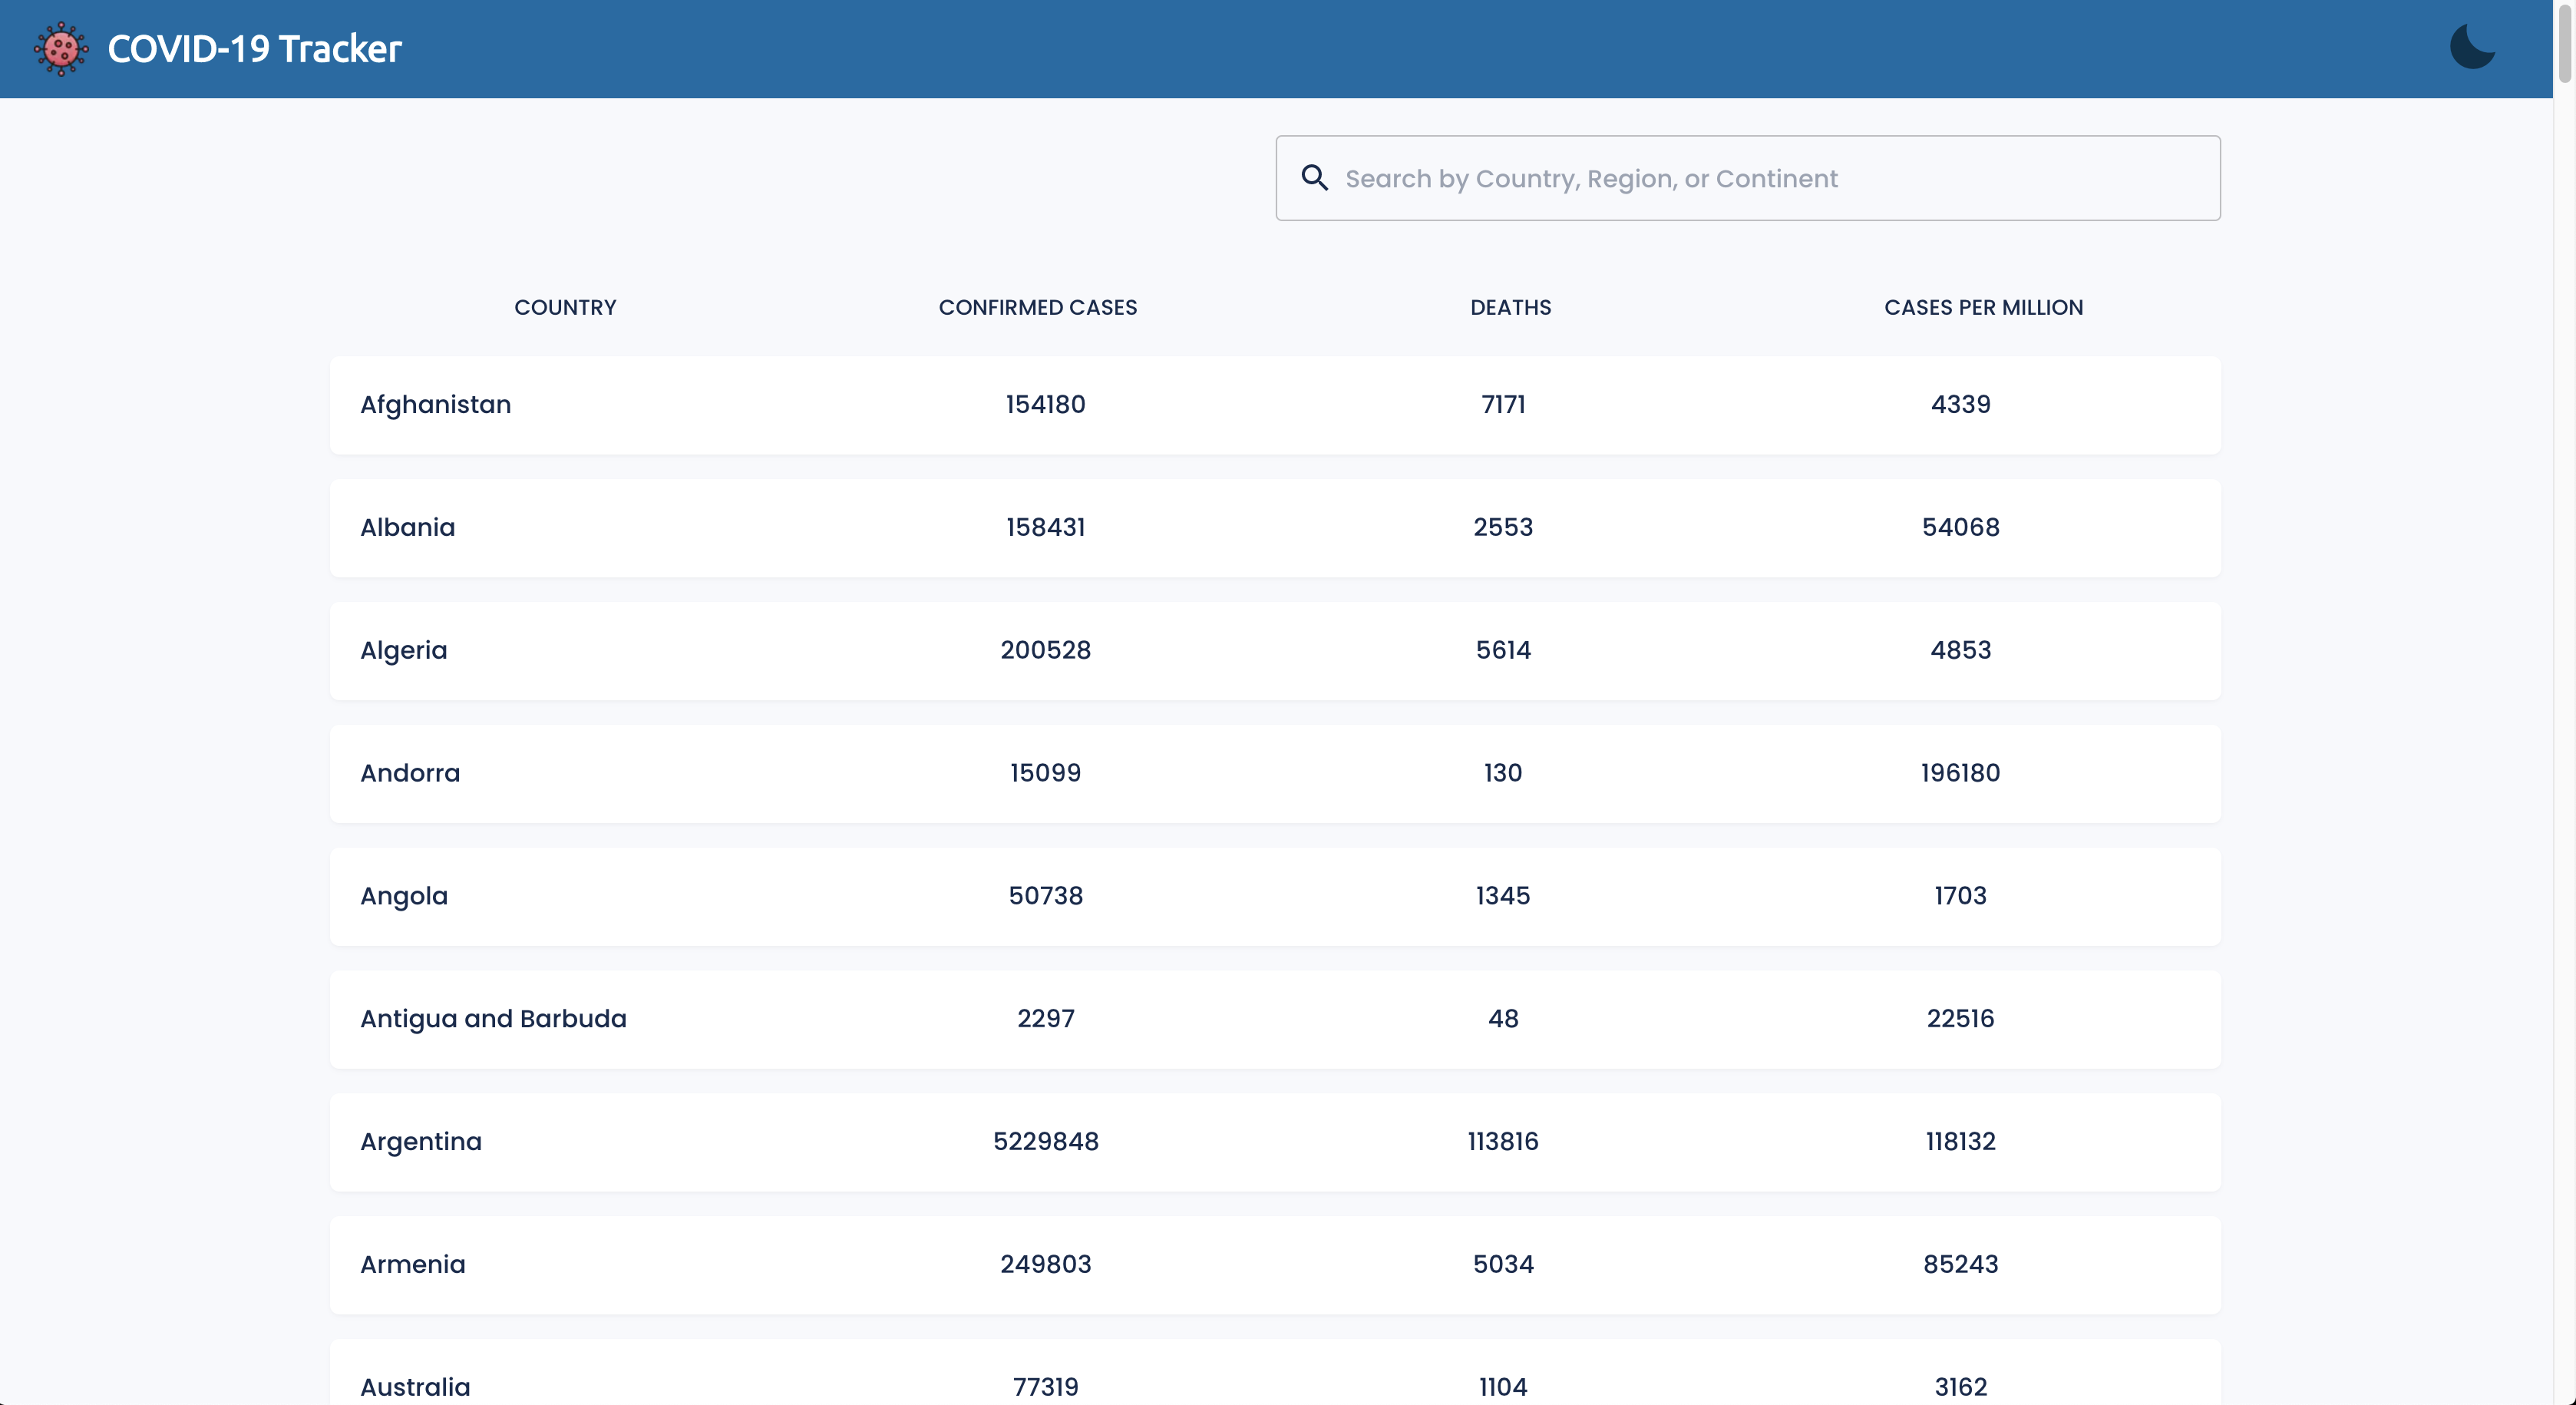 COVID-19 Tracker
Search by Country, Region, or Continent
COUNTRY CONFIRMED CASES DEATHS CASES PER MILLION
Afghanistan 154180 7171 4339
Albania 158431 2553 54068
Algeria 200528 5614 4853
Andorra 15099 130 196180
Angola 50738 1345 1703
Antigua and Barbuda 2297 48 22516
Argentina 5229848 113816 118132
Armenia 249803 5034 85243
Australia 77319 1104 3162